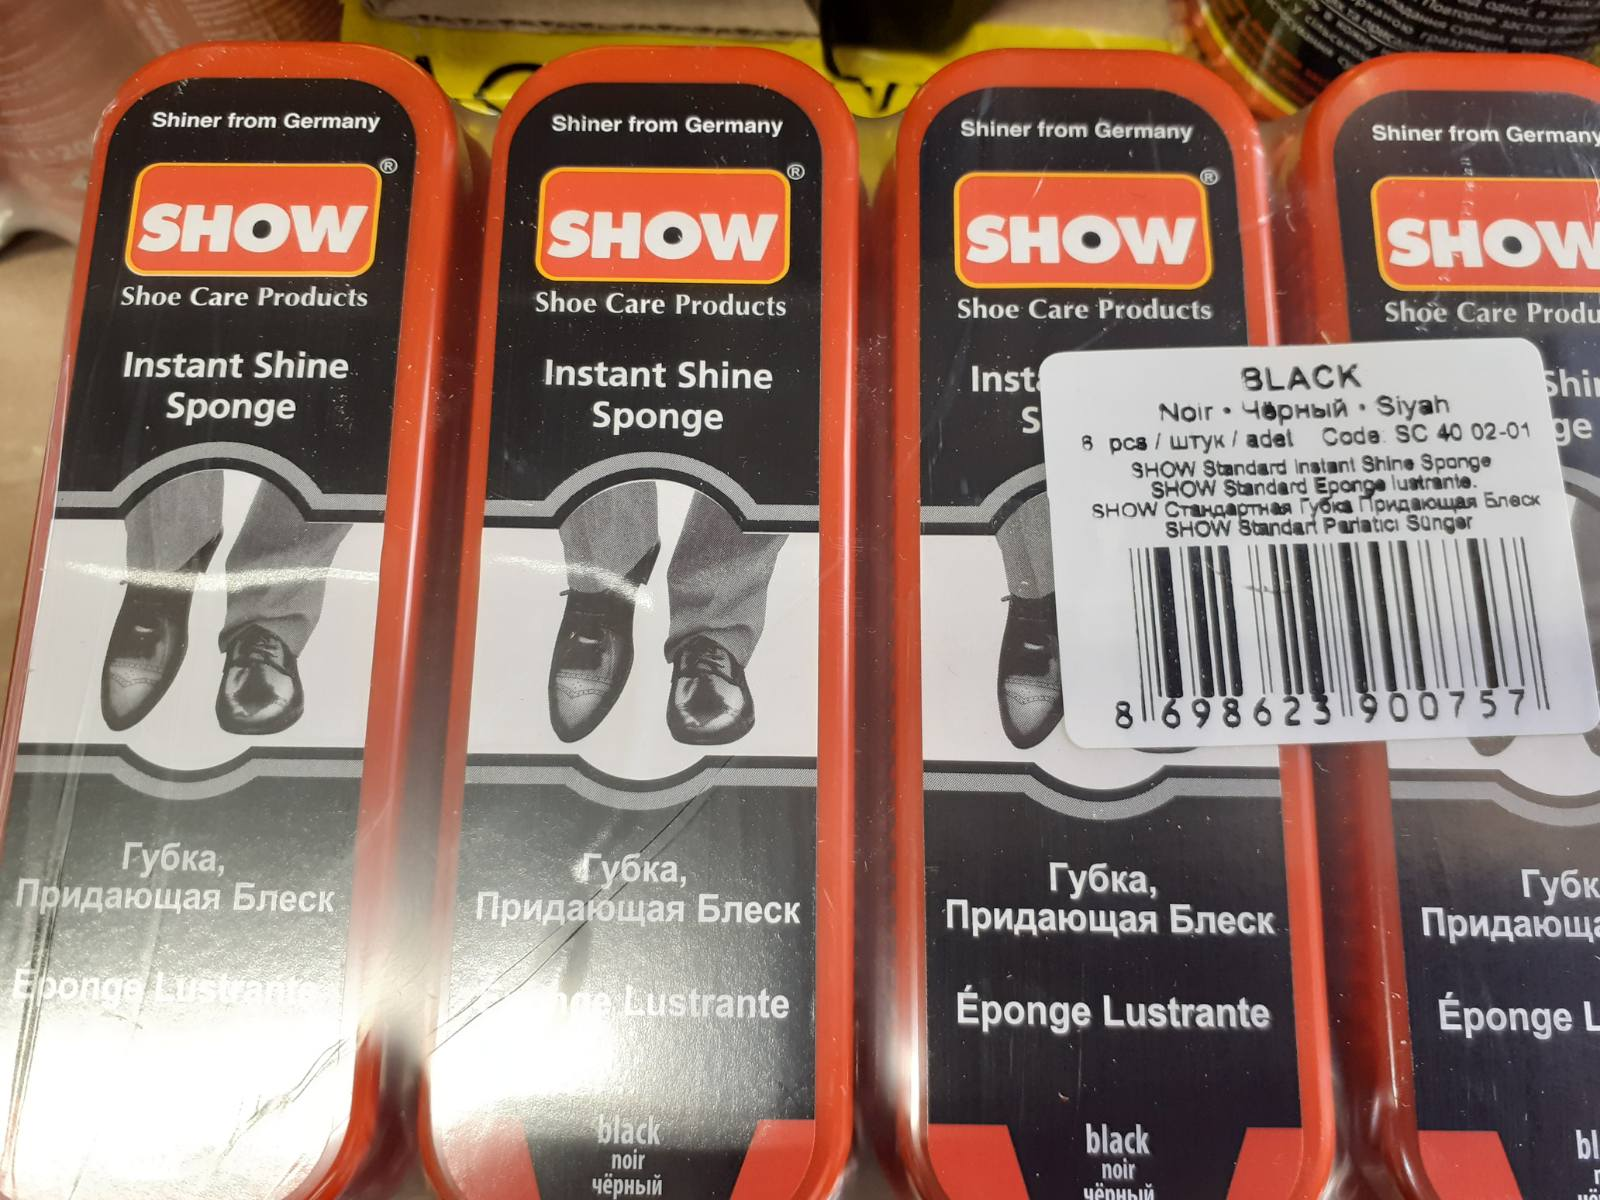 Shiner from Germany
SHOW®
Shoe Care Products
Instant Shine
Sponge
Губка,
Придающая Блеск
Éponge Lustrante
Shiner from Germany
SHOW®
Shoe Care Products
Instant Shine
Sponge
Губка,
Придающая Блеск
Lustrante
black
noir
чёрный
Shiner from Germany
SHOW®
Shoe Care Products
Губка,
Придающая Блеск
Éponge Lustrante
black
noir
чёрный
BLACK
Noir • Чёрный • Siyah
6 pcs / штук / adet Code: SC 40 02-01
SHOW Standard Instant Shine Sponge
SHOW Standard Eponge lustrante.
SHOW Стандартная Губка Придающая Блеск
SHOW Standart Parlatıcı Sünger
8 698623 900757
Shiner from Germany
SHOW
Shoe Care
Éponge